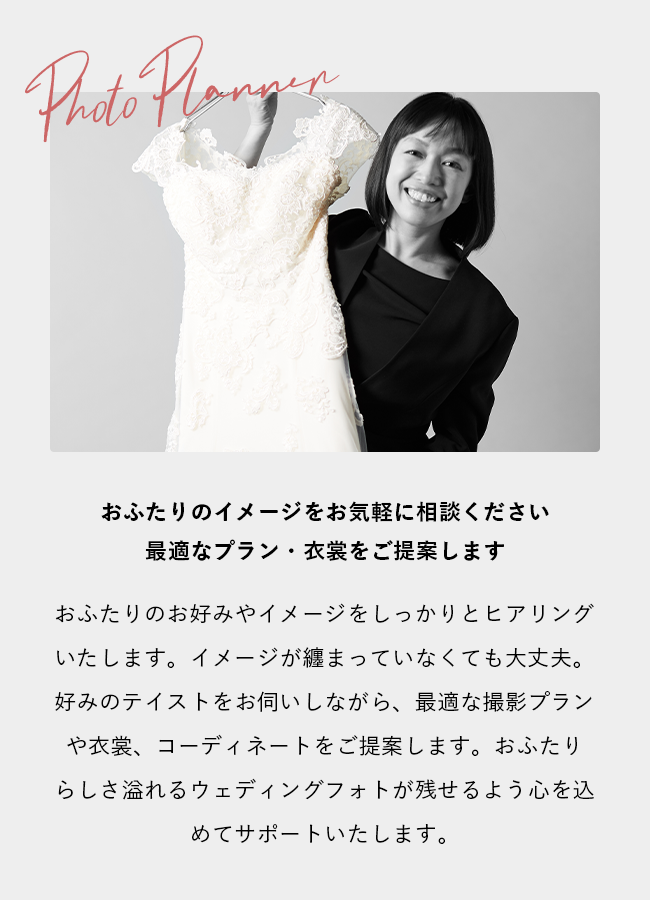 Photo Planner
おふたりのイメージをお気軽に相談ください
最適なプラン・衣裳をご提案します
おふたりのお好みやイメージをしっかりとヒアリング
いたします。イメージが纏まっていなくても大丈夫。
好みのテイストをお伺いしながら、最適な撮影プラン
や衣裳、コーディネートをご提案します。おふたり
らしさ溢れるウェディングフォトが残せるよう心を込
めてサポートいたします。